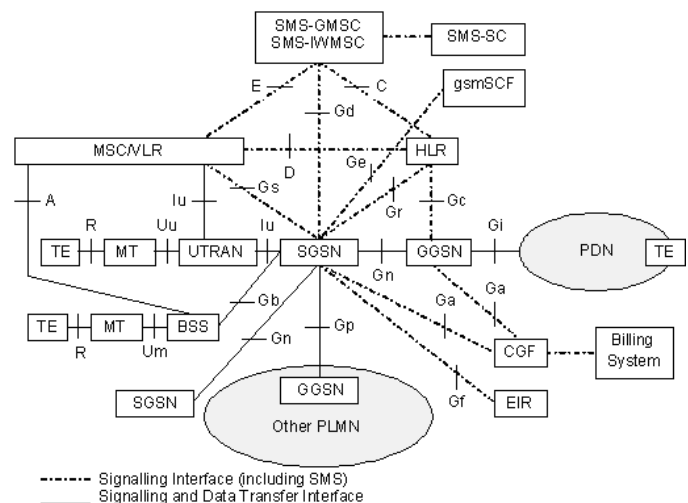 SMS-GMSC
SMS-IWMSC
SMS-SC
gsmSCF
E
C
Gd
MSC/VLR
HLR
D
Ge
Gs
Gr
A
Iu
Gc
R
Uu
Iu
Gi
TE
MT
UTRAN
SGSN
GGSN
PDN
TE
Gn
Ga
Gb
Ga
TE
MT
BSS
Gn
Gp
R
Um
CGF
Billing
System
SGSN
GGSN
Gf
EIR
Other PLMN
Signalling Interface (including SMS)
Signalling and Data Transfer Interface